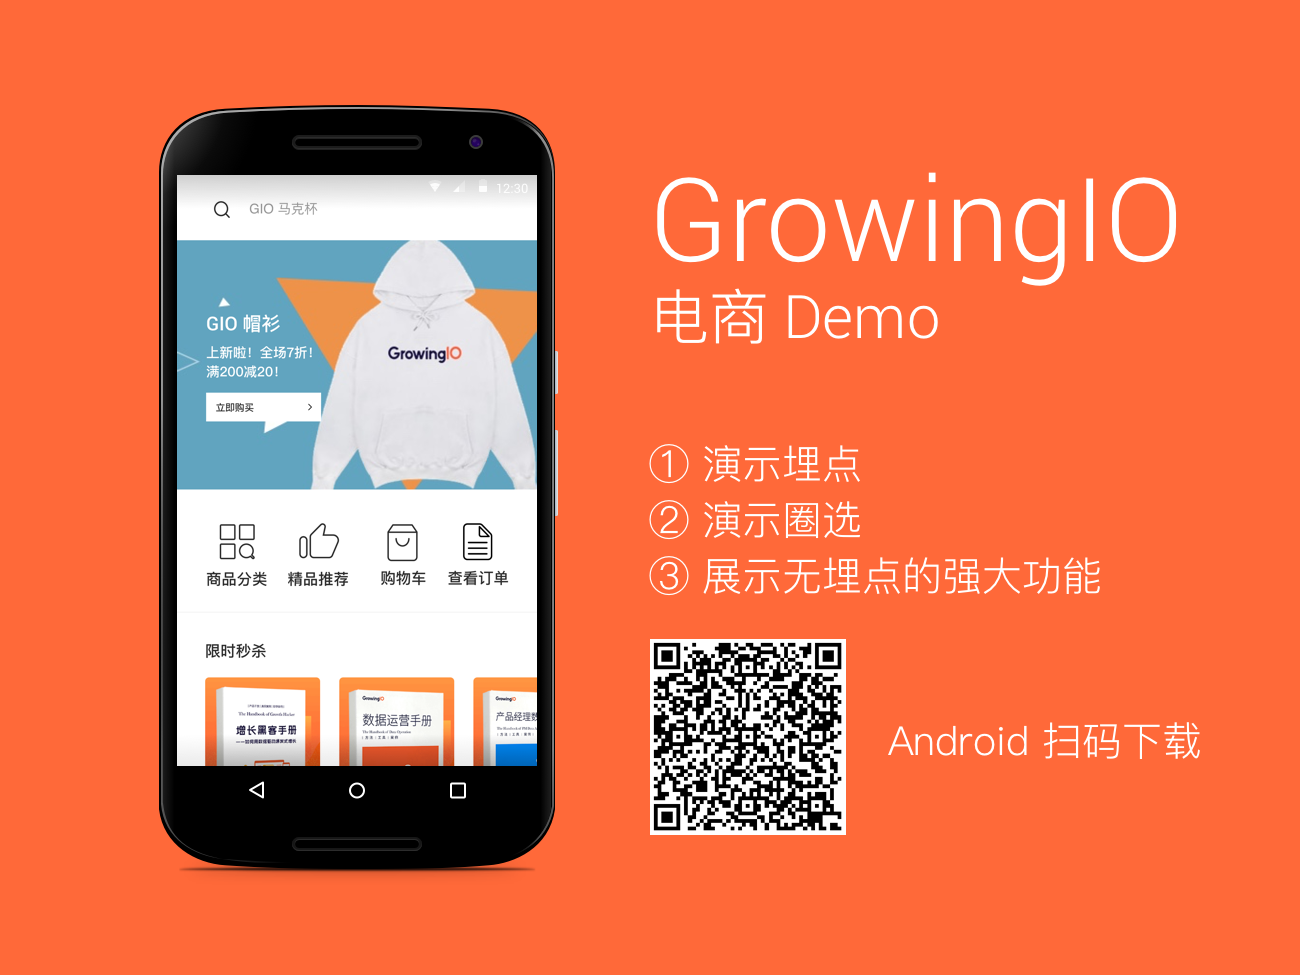 12:30
GIO 马克杯
GIO 帽衫
上新啦！全场7折！
满200减20！
立即购买
GrowingIO
商品分类 精品推荐 购物车 查看订单
限时秒杀
The Handbook of Growth Hacker
增长黑客手册
GrowingIO
数据运营手册
GrowingIO
产品经理数
GrowingIO
电商 Demo
① 演示埋点
② 演示圈选
③ 展示无埋点的强大功能
Android 扫码下载